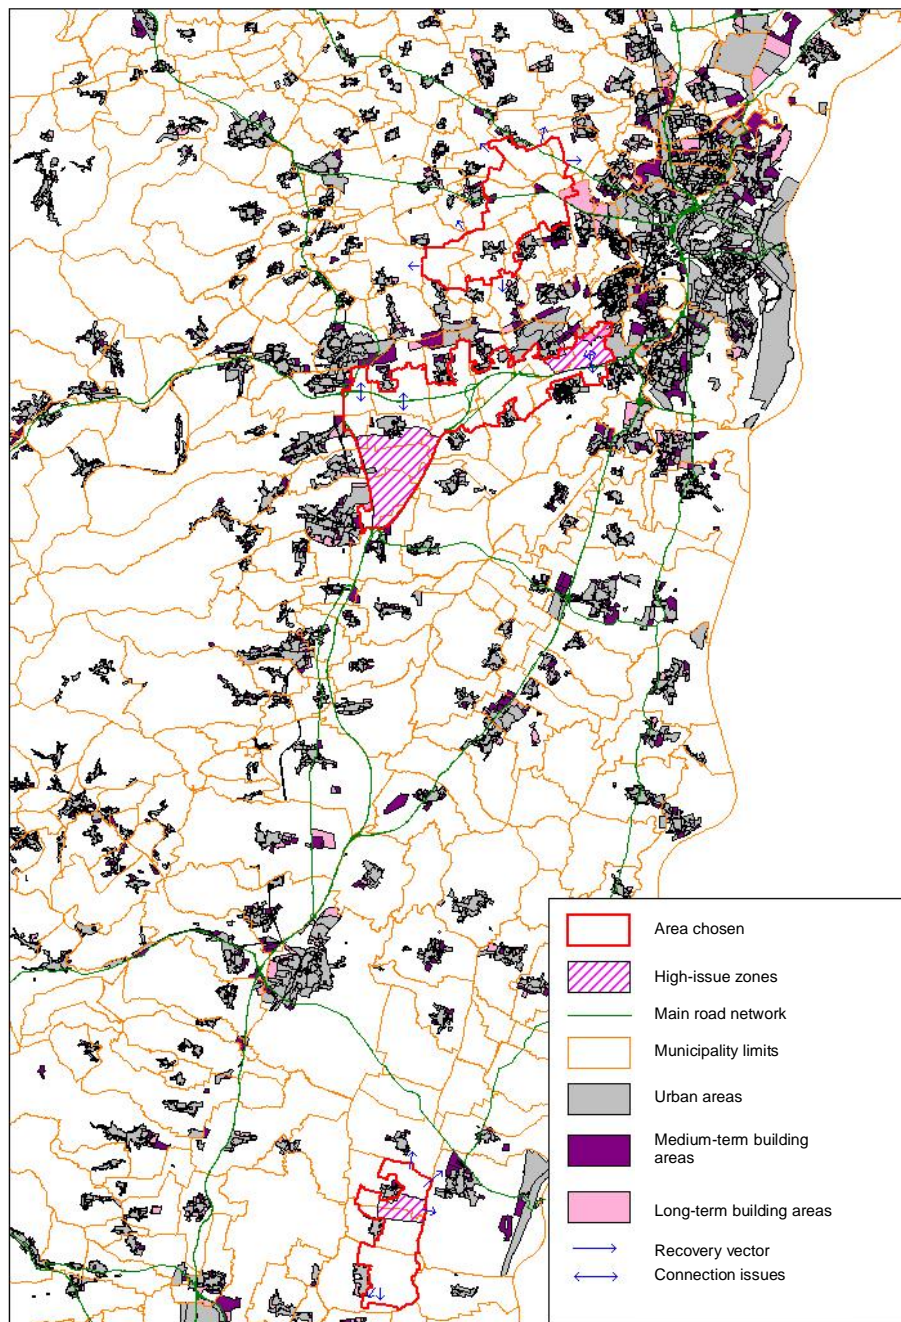 Area chosen
High-issue zones
Main road network
Municipality limits
Urban areas
Medium-term building
areas
Long-term building areas
Recovery vector
Connection issues